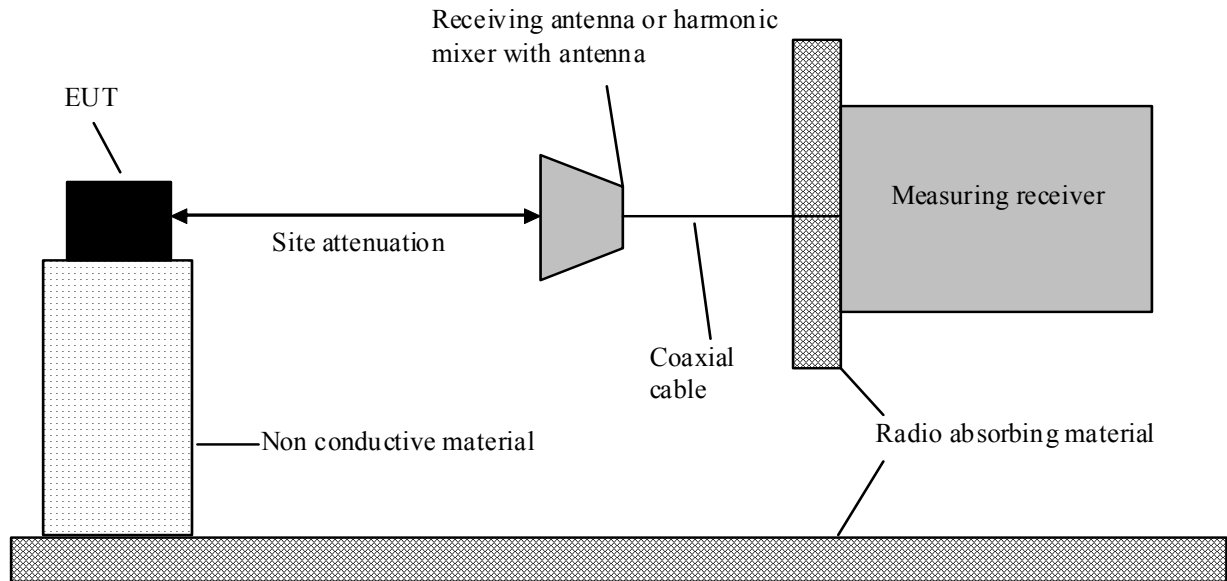 Receiving antenna or harmonic
mixer with antenna
EUT
Measuring receiver
Site attenuation
Coaxial
cable
Non conductive material
Radio absorbing material